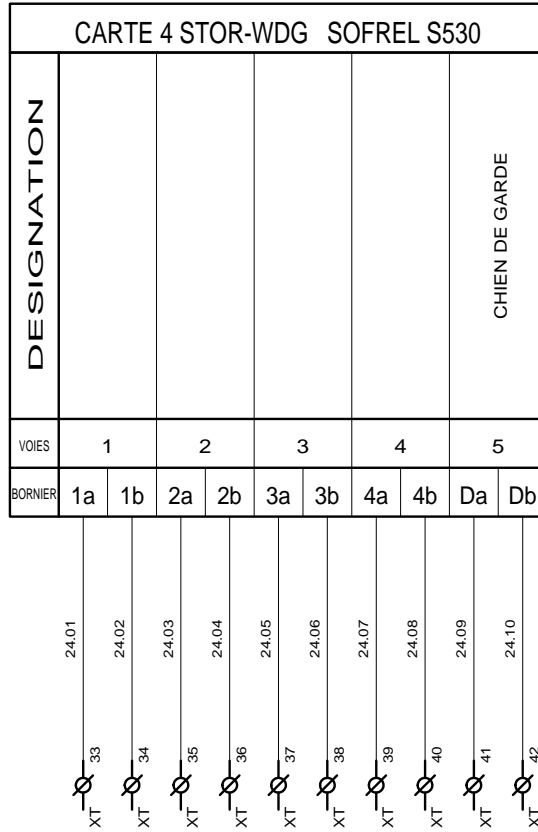 CARTE 4 STOR-WDG SOFREL S530
DESIGNATION
CHIEN DE GARDE
VOIES 1 2 3 4 5
BORNIER 1a 1b 2a 2b 3a 3b 4a 4b Da Db
24.01 24.02 24.03 24.04 24.05 24.06 24.07 24.08 24.09 24.10
33 34 35 36 37 38 39 40 41 42
XT XT XT XT XT XT XT XT XT XT